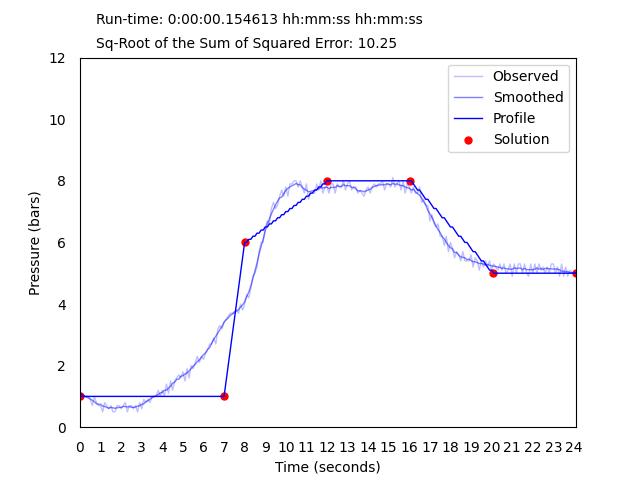 Run-time: 0:00:00.154613 hh:mm:ss hh:mm:ss
Sq-Root of the Sum of Squared Error: 10.25
Observed
Smoothed
Profile
Solution
Pressure (bars)
12
10
8
6
4
2
0
0 1 2 3 4 5 6 7 8 9 10 11 12 13 14 15 16 17 18 19 20 21 22 23 24
Time (seconds)